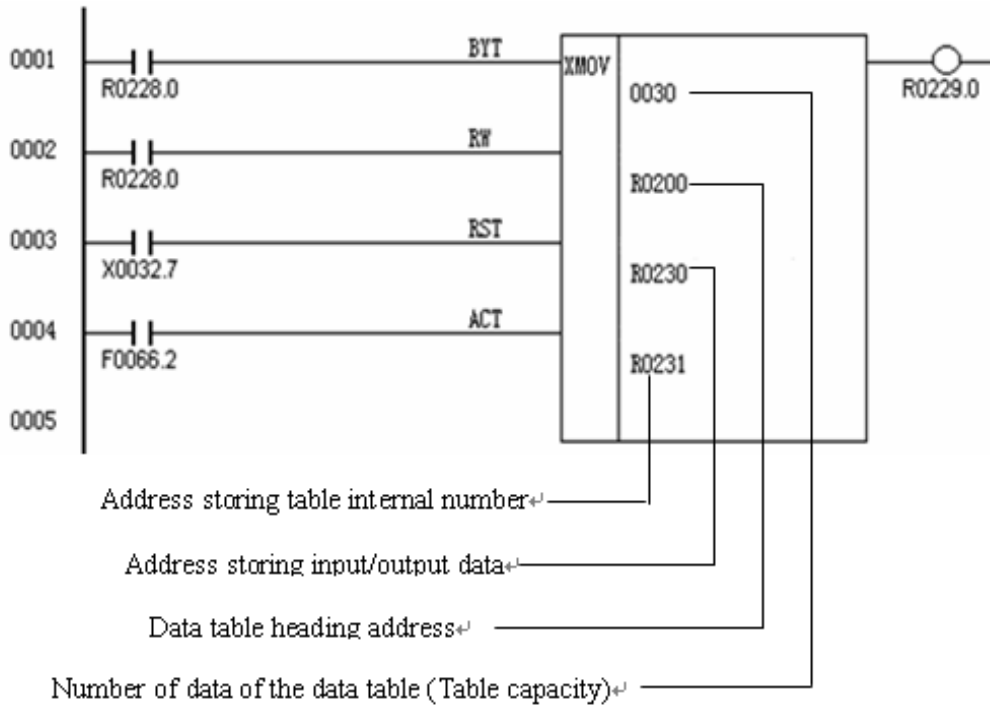 0001 BYT XMOV
R0228.0 0030 R0229.0
0002 RW
R0228.0 R0200
0003 RST
X0032.7 R0230
0004 ACT
F0066.2 R0231
0005
Address storing table internal number↵
Address storing input/output data↵
Data table heading address↵
Number of data of the data table (Table capacity)↵